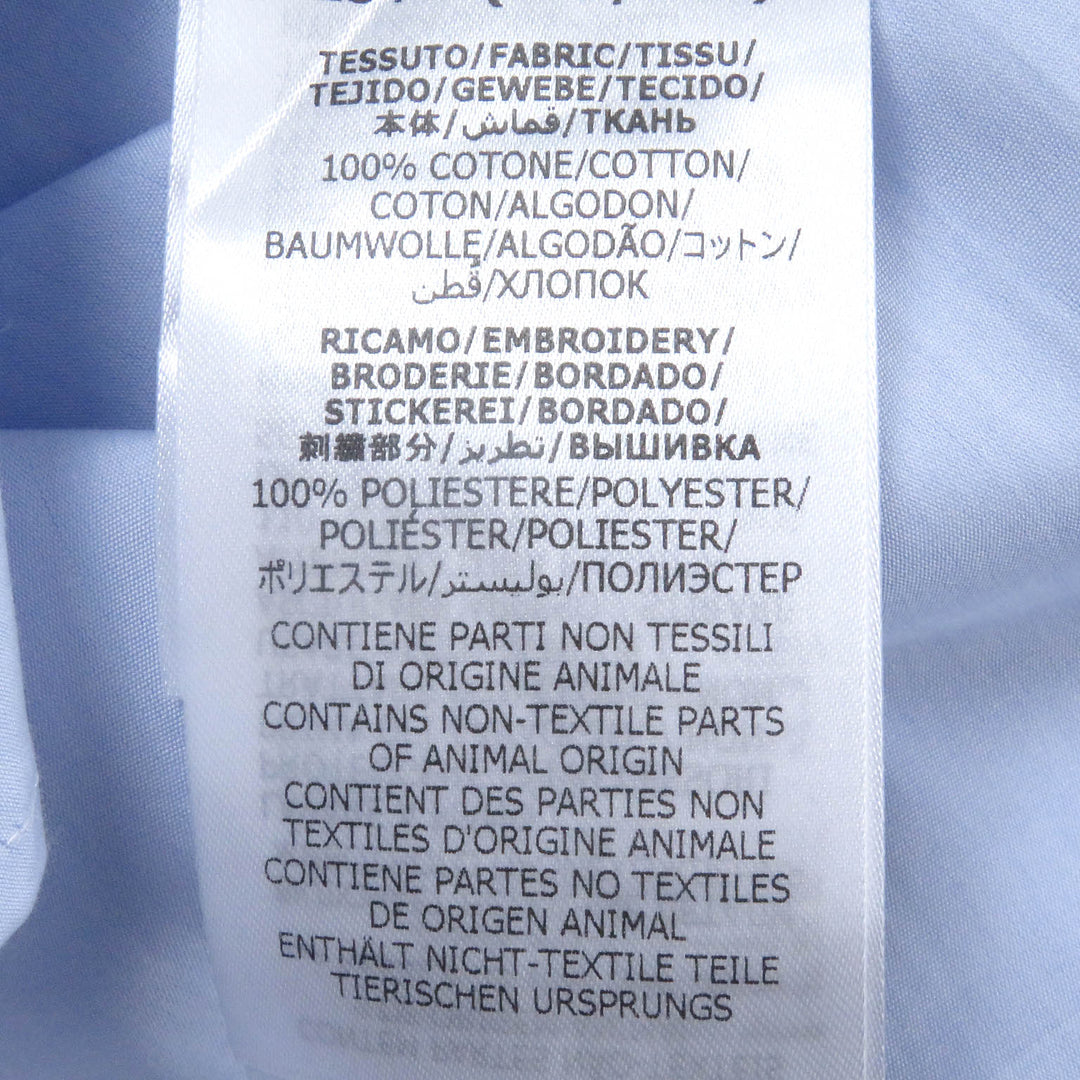 TESSUTO/FABRIC/TISSU/
TEJIDO/GEWEBE/TECIDO/
本体/قماش/ТКАНЬ
100% COTONE/COTTON/
COTON/ALGODON/
BAUMWOLLE/ALGODÃO/コットン/
قُطن/ХЛОПОК
RICAMO/EMBROIDERY/
BRODERIE/BORDADO/
STICKEREI/BORDADO/
刺繍部分/تطريز/ВЫШИВКА
100% POLIESTERE/POLYESTER/
POLIÉSTER/POLIESTER/
ポリエステル/بوليستر/ПОЛИЭСТЕР
CONTIENE PARTI NON TESSILI
DI ORIGINE ANIMALE
CONTAINS NON-TEXTILE PARTS
OF ANIMAL ORIGIN
CONTIENT DES PARTIES NON
TEXTILES D'ORIGINE ANIMALE
CONTIENE PARTES NO TEXTILES
DE ORIGEN ANIMAL
ENTHÄLT NICHT-TEXTILE TEILE
TIERISCHEN URSPRUNGS